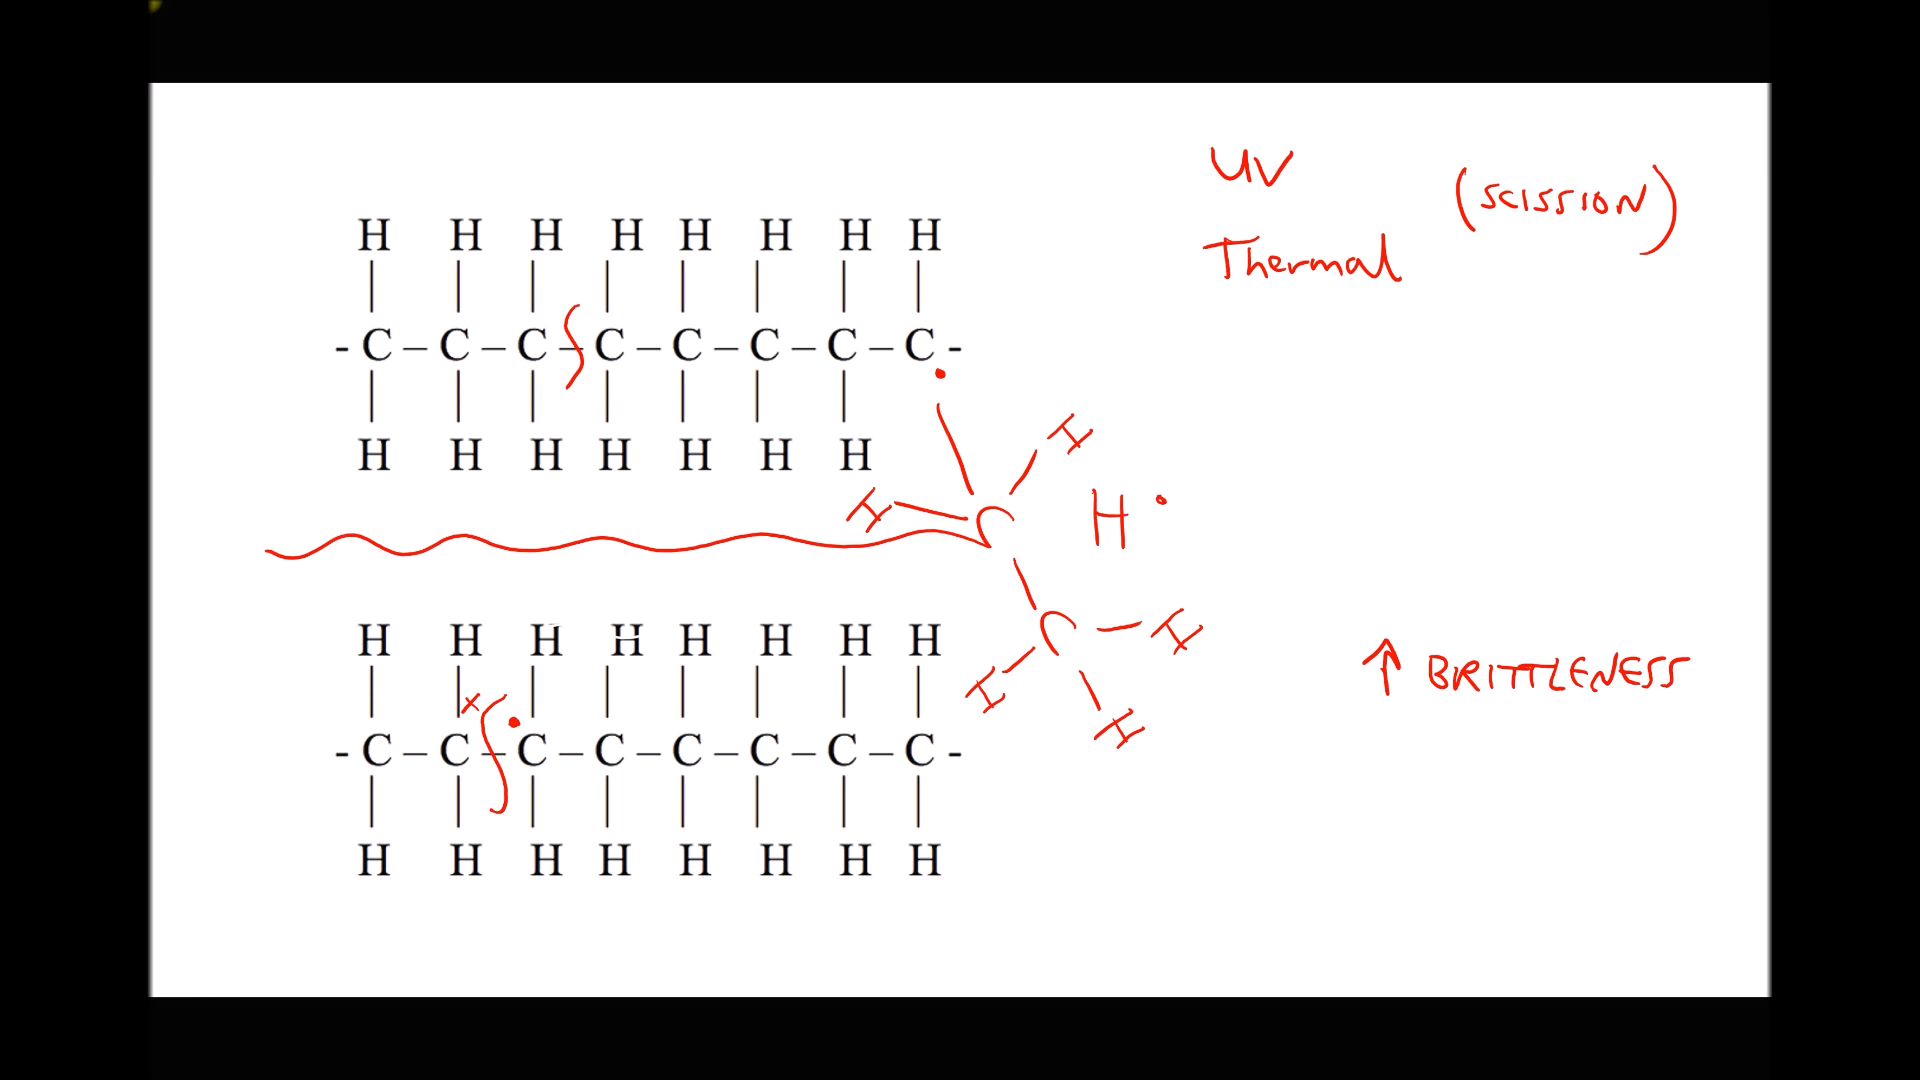 UV
(SCISSION)
Thermal
H H H H H H H H
- C – C – C – C – C – C – C – C -
H H H H H H H
H
H
C
H •
C
H
H
H
H H H H H H H H
↑ BRITTLENESS
x
- C – C – C – C – C – C – C – C -
H H H H H H H H